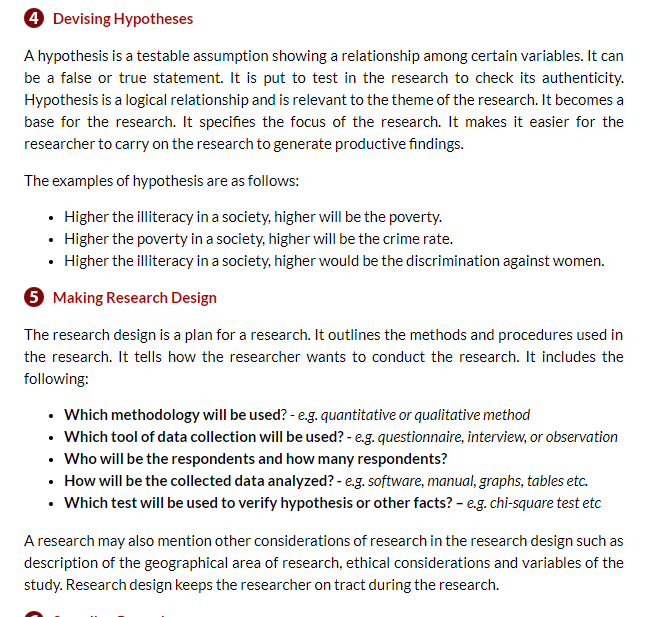 4 Devising Hypotheses
A hypothesis is a testable assumption showing a relationship among certain variables. It can
be a false or true statement. It is put to test in the research to check its authenticity.
Hypothesis is a logical relationship and is relevant to the theme of the research. It becomes a
base for the research. It specifies the focus of the research. It makes it easier for the
researcher to carry on the research to generate productive findings.
The examples of hypothesis are as follows:
• Higher the illiteracy in a society, higher will be the poverty.
• Higher the poverty in a society, higher will be the crime rate.
• Higher the illiteracy in a society, higher would be the discrimination against women.
5 Making Research Design
The research design is a plan for a research. It outlines the methods and procedures used in
the research. It tells how the researcher wants to conduct the research. It includes the
following:
• Which methodology will be used? - e.g. quantitative or qualitative method
• Which tool of data collection will be used? - e.g. questionnaire, interview, or observation
• Who will be the respondents and how many respondents?
• How will be the collected data analyzed? - e.g. software, manual, graphs, tables etc.
• Which test will be used to verify hypothesis or other facts? – e.g. chi-square test etc
A research may also mention other considerations of research in the research design such as
description of the geographical area of research, ethical considerations and variables of the
study. Research design keeps the researcher on tract during the research.